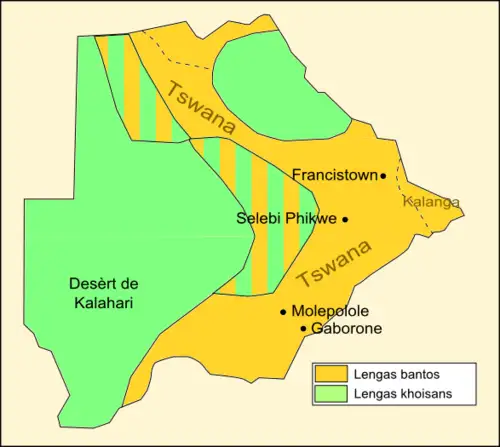 Tswana
Francistown
Kalanga
Selebi Phikwe
Tswana
Desèrt de
Kalahari
Molepolole
Gaborone
Lengas bantos
Lengas khoisans